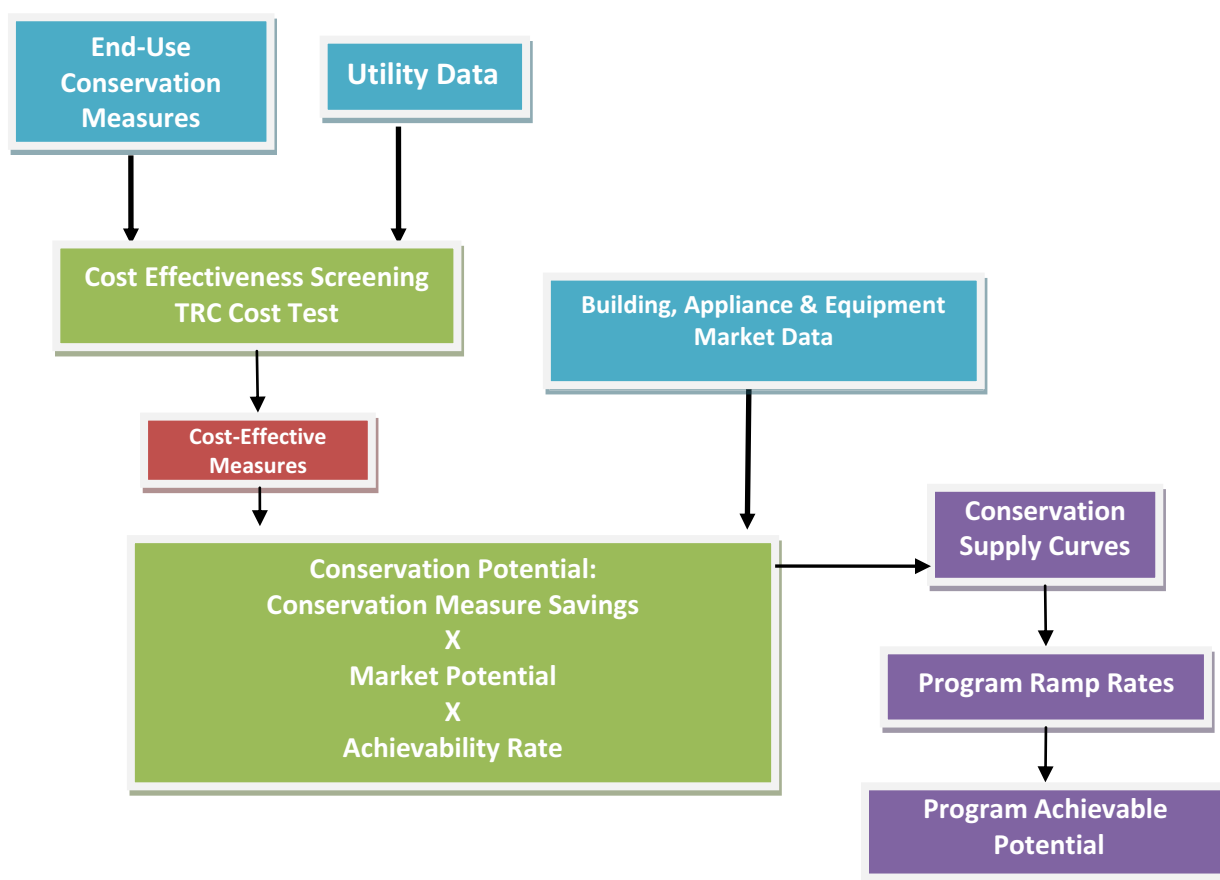 End-Use
Conservation
Measures
Utility Data
Cost Effectiveness Screening
TRC Cost Test
Building, Appliance & Equipment
Market Data
Cost-Effective
Measures
Conservation Potential:
Conservation Measure Savings
X
Market Potential
X
Achievability Rate
Conservation
Supply Curves
Program Ramp Rates
Program Achievable
Potential